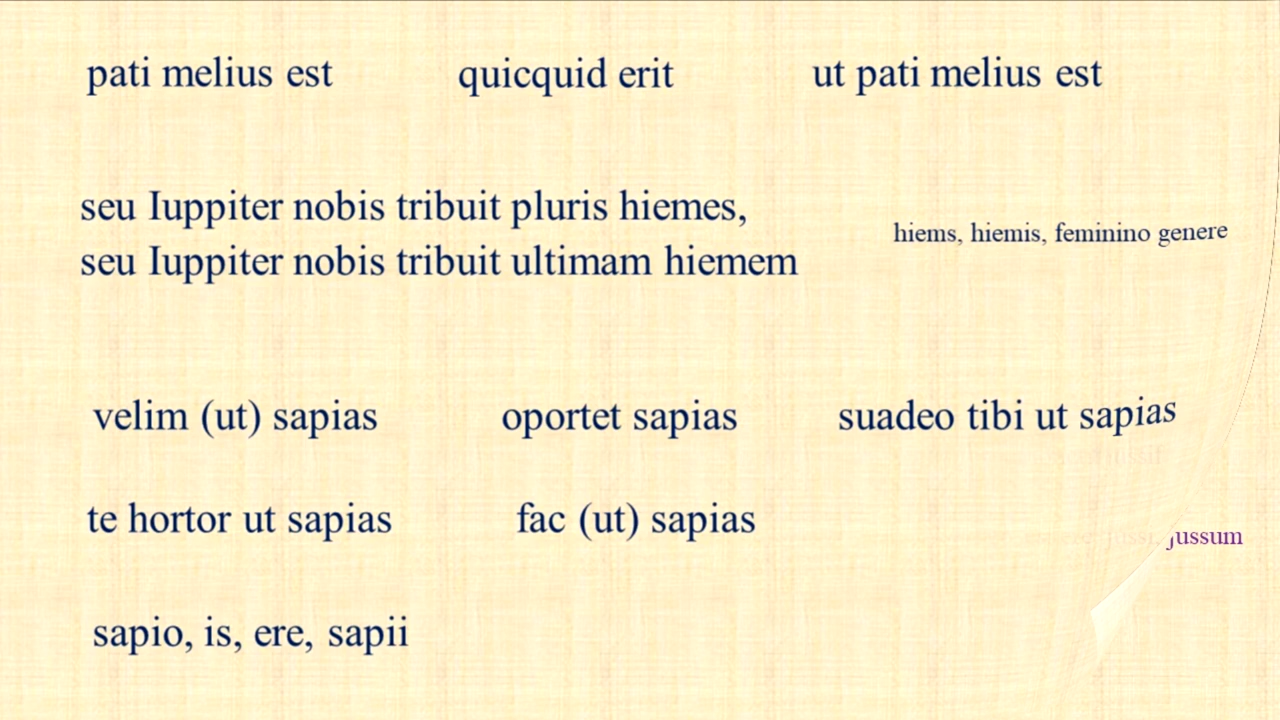 pati melius est quicquid erit ut pati melius est
seu Iuppiter nobis tribuit pluris hiemes,
hiems, hiemis, feminino genere
seu Iuppiter nobis tribuit ultimam hiemem
velim (ut) sapias oportet sapias suadeo tibi ut sapias
te hortor ut sapias fac (ut) sapias
jussi, jussum
sapio, is, ere, sapii